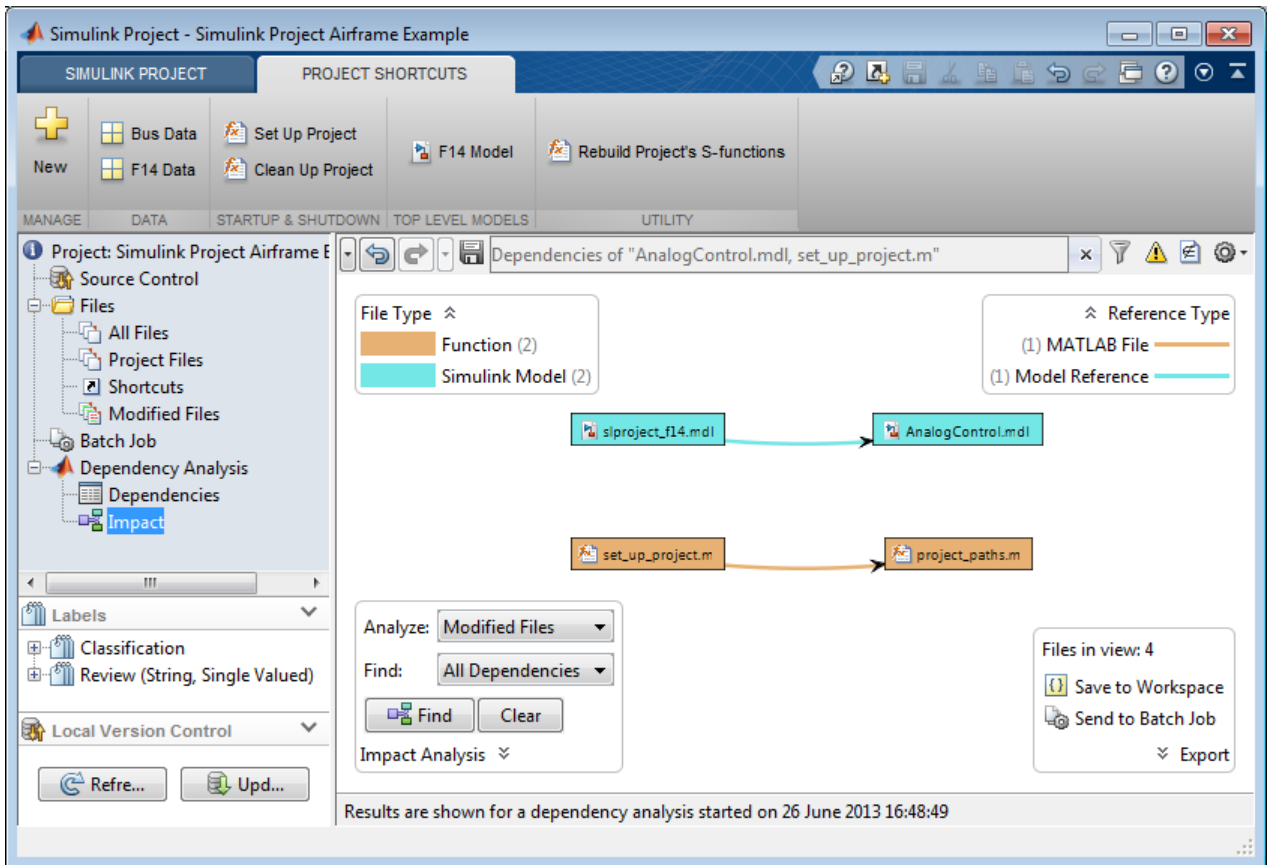 Simulink Project - Simulink Project Airframe Example
SIMULINK PROJECT
PROJECT SHORTCUTS
New
Bus Data
F14 Data
Set Up Project
Clean Up Project
F14 Model
Rebuild Project's S-functions
MANAGE
DATA
STARTUP & SHUTDOWN
TOP LEVEL MODELS
UTILITY
Project: Simulink Project Airframe E
Source Control
Files
All Files
Project Files
Shortcuts
Modified Files
Batch Job
Dependency Analysis
Dependencies
Impact
Labels
Classification
Review (String, Single Valued)
Local Version Control
Refre...
Upd...
Dependencies of "AnalogControl.mdl, set_up_project.m"
File Type
Function (2)
Simulink Model (2)
Reference Type
(1) MATLAB File
(1) Model Reference
slproject_f14.mdl
AnalogControl.mdl
set_up_project.m
project_paths.m
Analyze: Modified Files
Find: All Dependencies
Find
Clear
Impact Analysis
Files in view: 4
Save to Workspace
Send to Batch Job
Export
Results are shown for a dependency analysis started on 26 June 2013 16:48:49